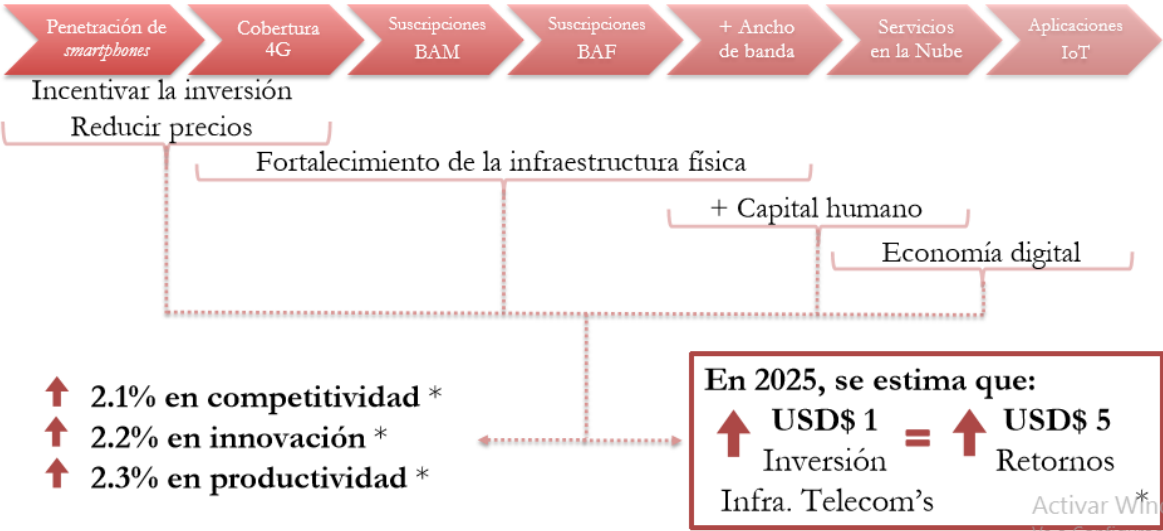 Penetración de
smartphones
Cobertura
4G
Suscripciones
BAM
Suscripciones
BAF
+ Ancho
de banda
Servicios
en la Nube
Aplicaciones
IoT
Incentivar la inversión
Reducir precios
Fortalecimiento de la infraestructura física
+ Capital humano
Economía digital
2.1% en competitividad *
2.2% en innovación *
2.3% en productividad *
En 2025, se estima que:
USD$ 1 = USD$ 5
Inversión Retornos
Infra. Telecom's *
Activar Win